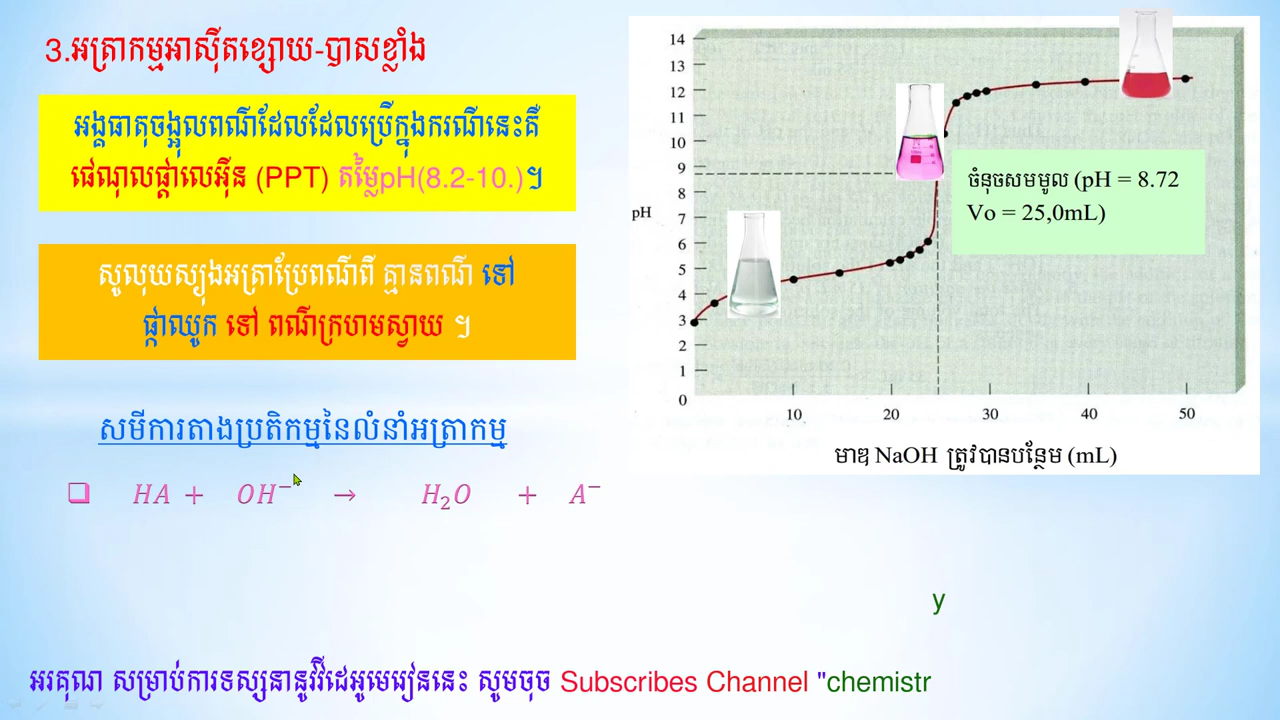 3.អត្រាកម្មអាស៊ីតខ្សោយ-បាសខ្លាំង
អង្គធាតុចង្អុលពណ៌ដែលដែលប្រើក្នុងករណីនេះគឺ
ផេណុលផ្តាលេអ៊ីន (PPT) តម្លៃpH(8.2-10.)។
សូលុយស្យុងអត្រាប្រែពណ៌ពី គ្មានពណ៌ ទៅ
ផ្កាឈូក ទៅ ពណ៌ក្រហមស្វាយ ។
សមីការតាងប្រតិកម្មនៃលំនាំអត្រាកម្ម
❑ HA + OH⁻ → H₂O + A⁻
14
13
12
11
10
9
8
7
6
5
4
3
2
1
0
pH
10 20 30 40 50
ចំនុចសមមូល (pH = 8.72
Vo = 25,0mL)
មាឌ NaOH ត្រូវបានបន្ថែម (mL)
y
អរគុណ សម្រាប់ការទស្សនានូវវីដេអូមេរៀននេះ សូមចុច Subscribes Channel "chemistr